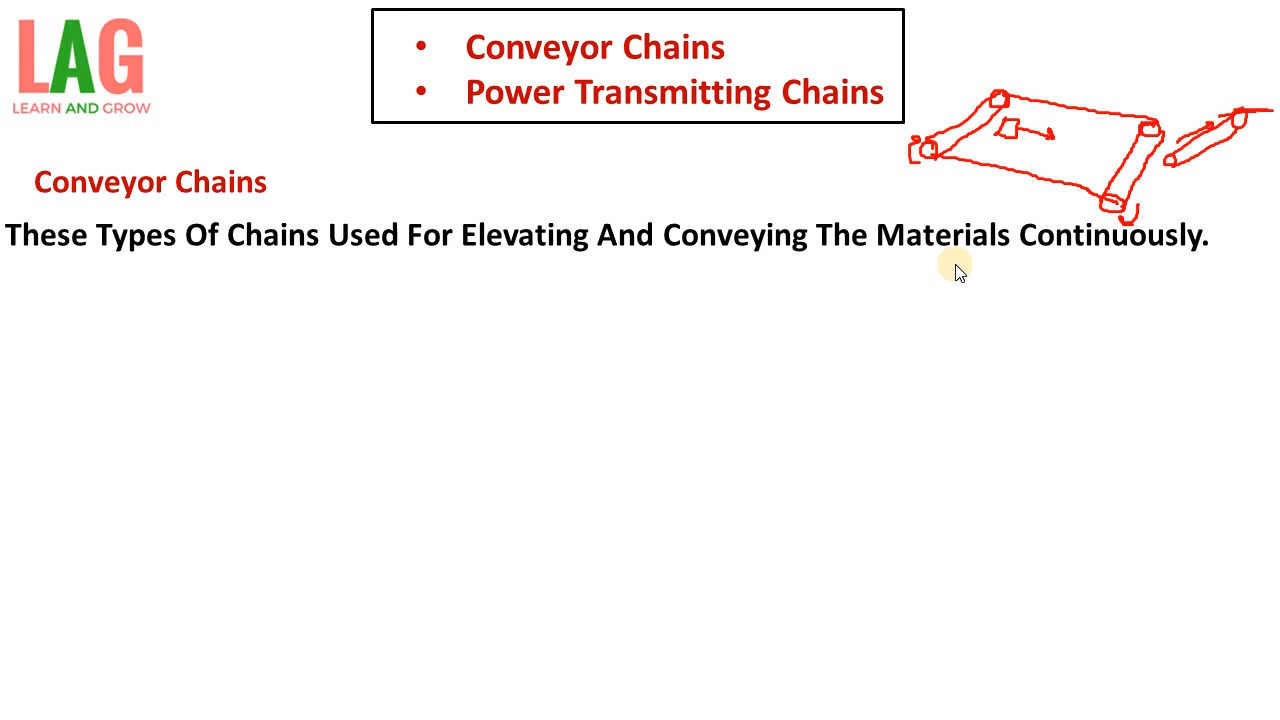 LAG
LEARN AND GROW
• Conveyor Chains
• Power Transmitting Chains
Conveyor Chains
These Types Of Chains Used For Elevating And Conveying The Materials Continuously.